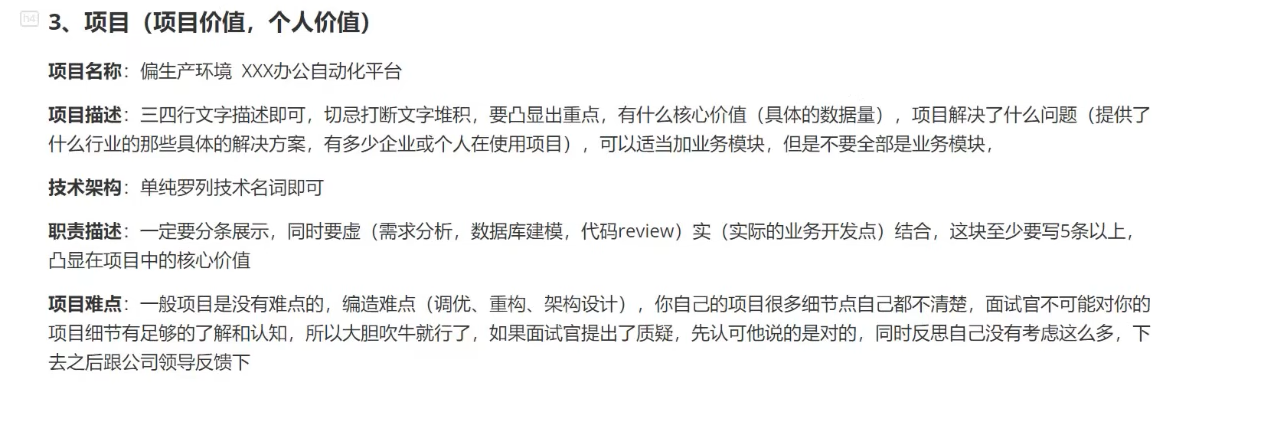 h4
3、项目（项目价值，个人价值）
项目名称：偏生产环境 XXX办公自动化平台
项目描述：三四行文字描述即可，切忌打断文字堆积，要凸显出重点，有什么核心价值（具体的数据量），项目解决了什么问题（提供了
什么行业的那些具体的解决方案，有多少企业或个人在使用项目），可以适当加业务模块，但是不要全部是业务模块，
技术架构：单纯罗列技术名词即可
职责描述：一定要分条展示，同时要虚（需求分析，数据库建模，代码review）实（实际的业务开发点）结合，这块至少要写5条以上，
凸显在项目中的核心价值
项目难点：一般项目是没有难点的，编造难点（调优、重构、架构设计），你自己的项目很多细节点自己都不清楚，面试官不可能对你的
项目细节有足够的了解和认知，所以大胆吹牛就行了，如果面试官提出了质疑，先认可他说的是对的，同时反思自己没有考虑这么多，下
去之后跟公司领导反馈下